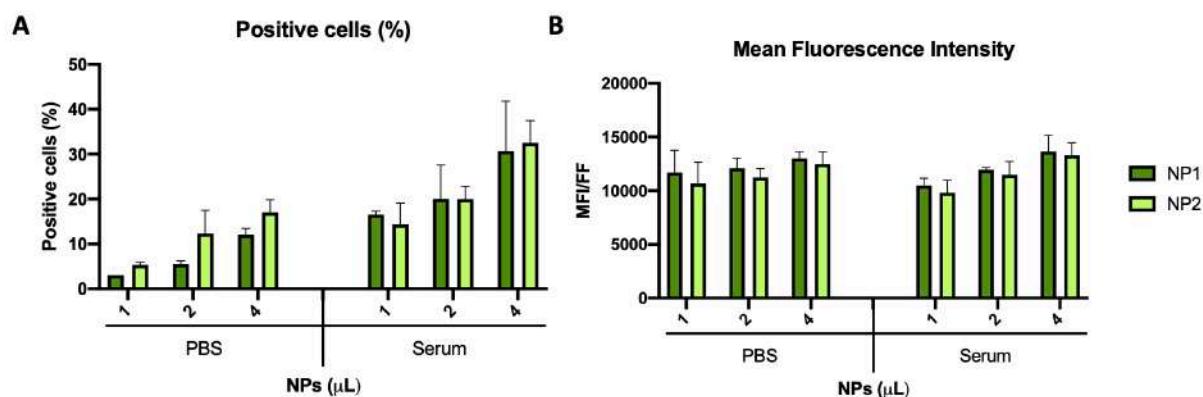 A
Positive cells (%)
Positive cells (%)
50
40
30
20
10
0
1 2 4 1 2 4
PBS Serum
NPs (μL)
B
Mean Fluorescence Intensity
MFI/FF
20000
15000
10000
5000
0
1 2 4 1 2 4
PBS Serum
NPs (μL)
NP1
NP2